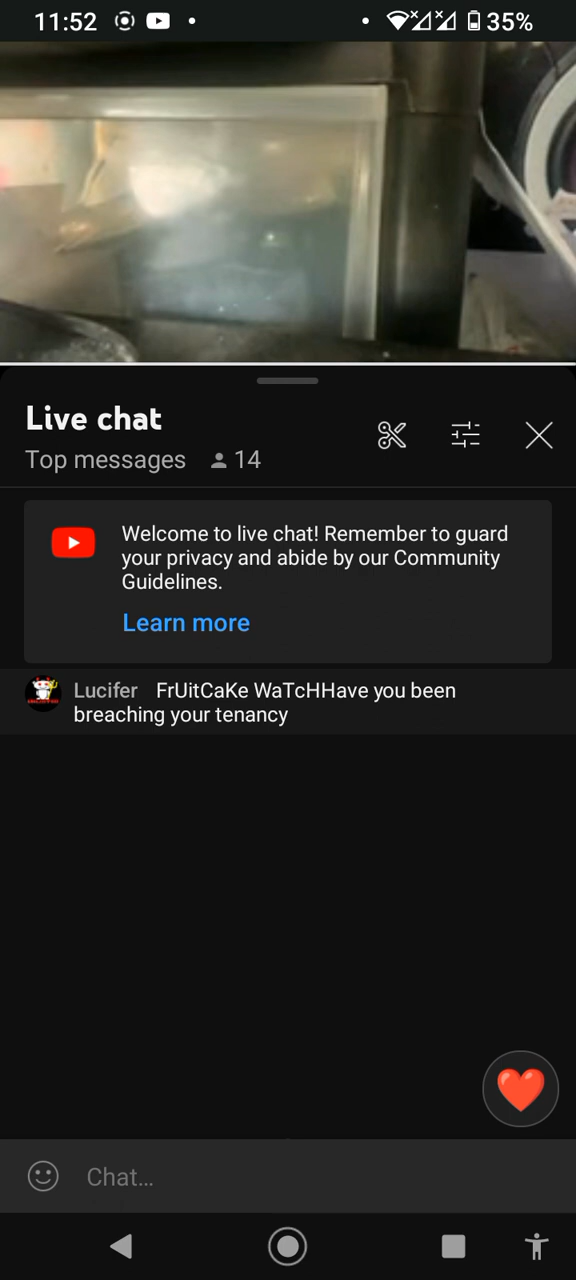 11:52
35%
Live chat
Top messages 14
Welcome to live chat! Remember to guard
your privacy and abide by our Community
Guidelines.
Learn more
Lucifer FrUitCaKe WaTcHHave you been
breaching your tenancy
Chat...